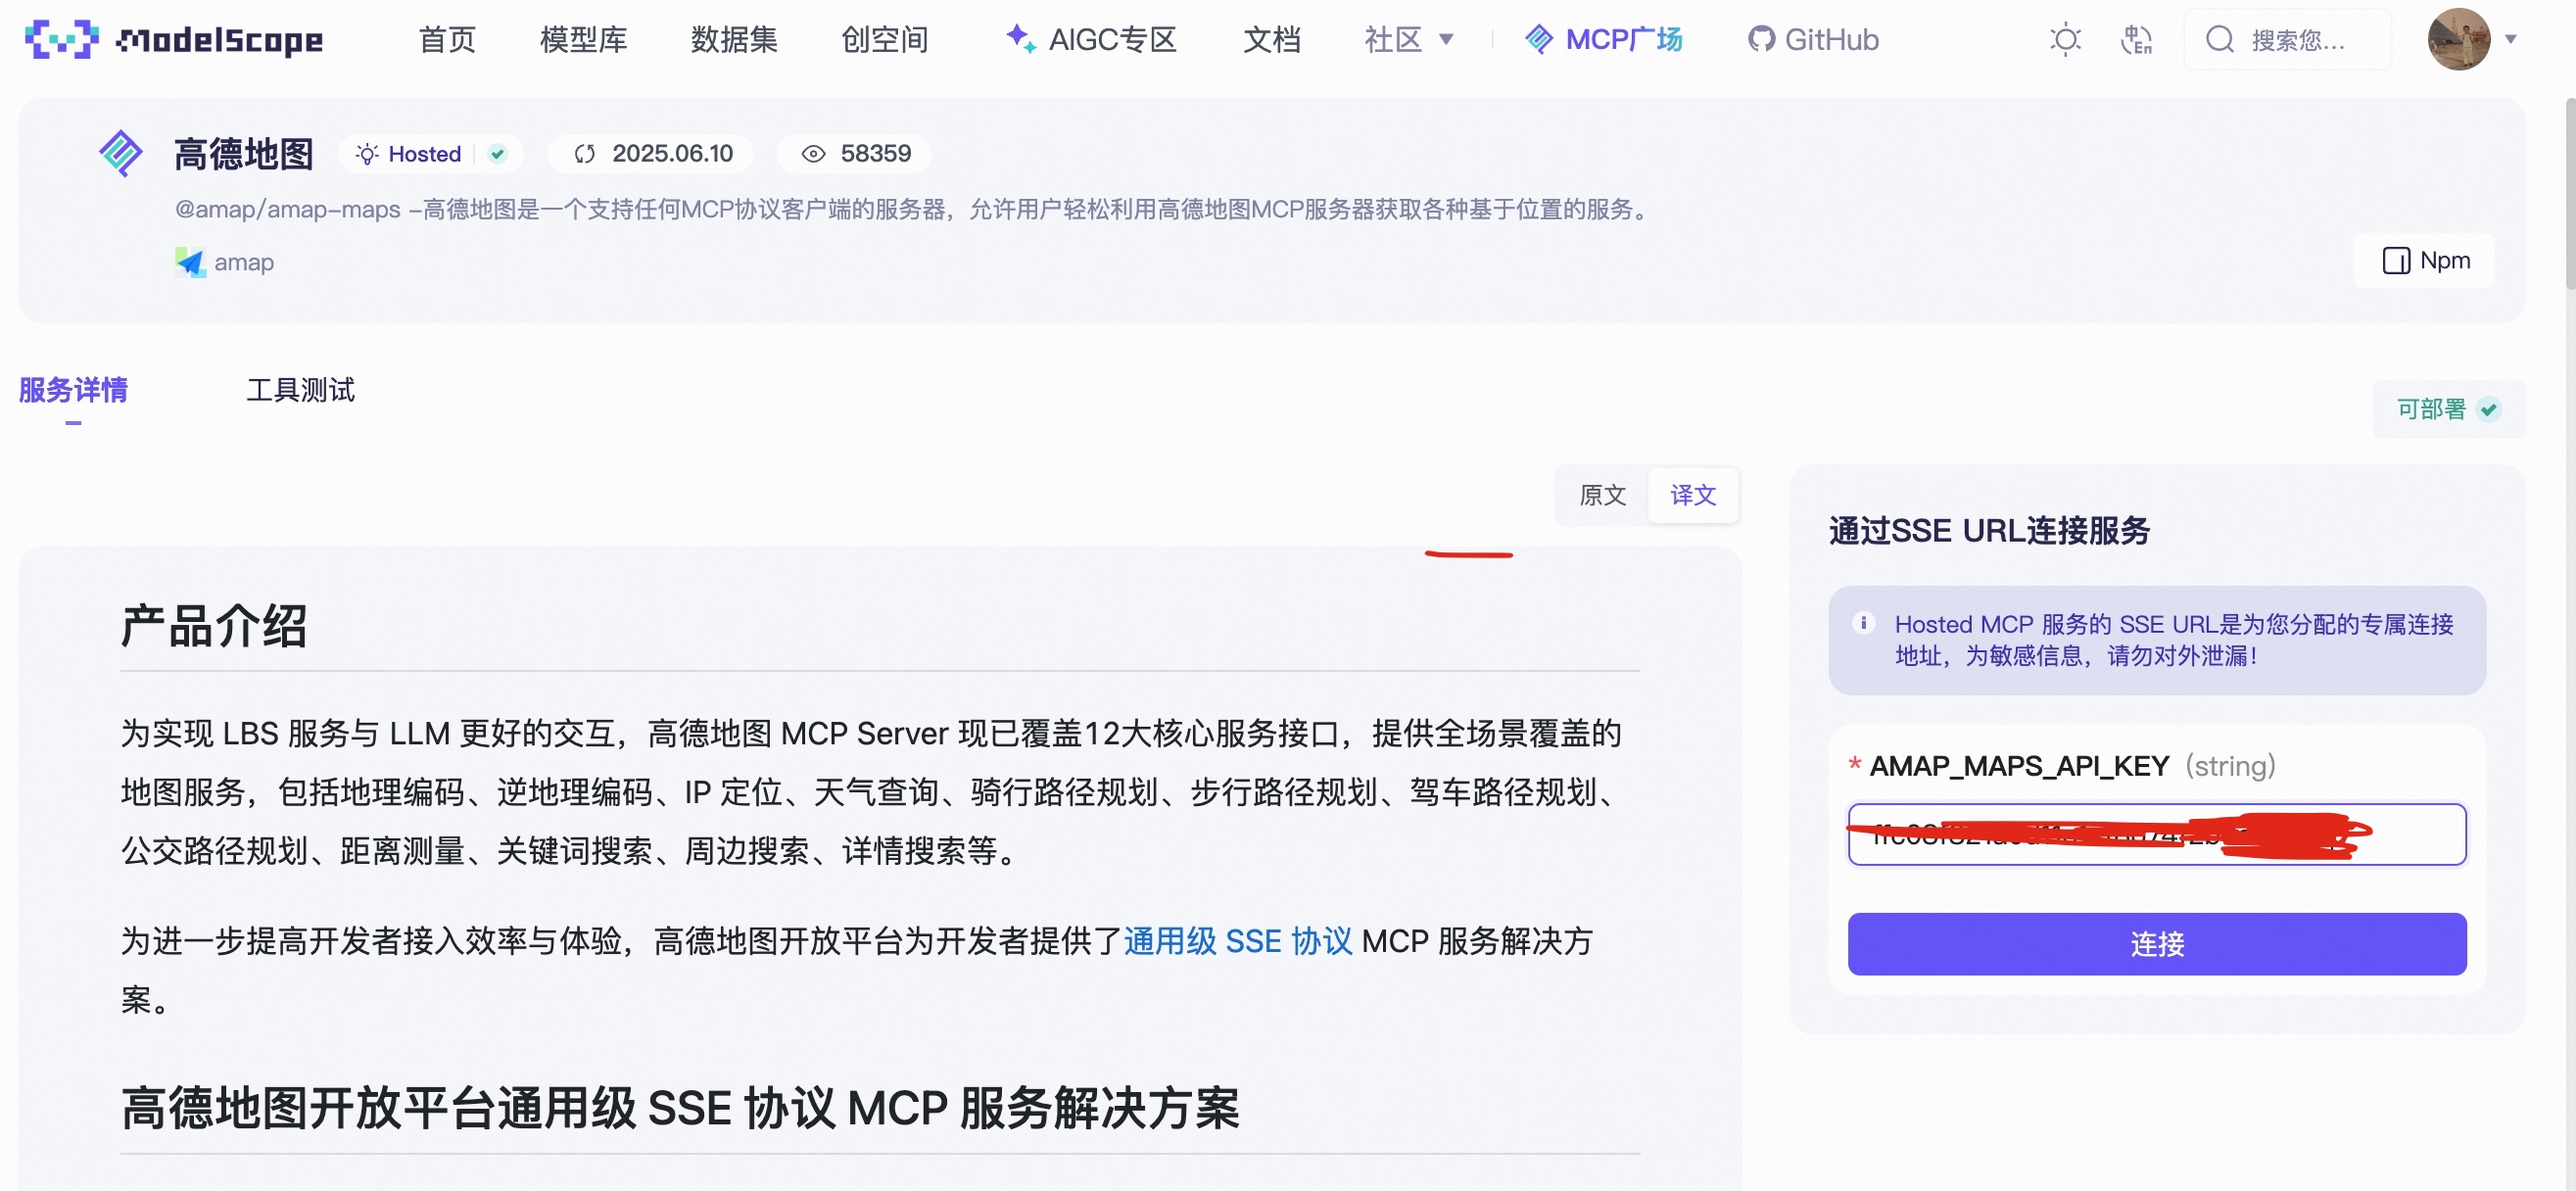 ModelScope 首页 模型库 数据集 创空间 AIGC专区 文档 社区 MCP广场 GitHub 中 En 搜索您...
高德地图 Hosted 2025.06.10 58359
@amap/amap-maps -高德地图是一个支持任何MCP协议客户端的服务器，允许用户轻松利用高德地图MCP服务器获取各种基于位置的服务。
amap
Npm
服务详情 工具测试
可部署
原文 译文
产品介绍
为实现 LBS 服务与 LLM 更好的交互，高德地图 MCP Server 现已覆盖12大核心服务接口，提供全场景覆盖的
地图服务，包括地理编码、逆地理编码、IP 定位、天气查询、骑行路径规划、步行路径规划、驾车路径规划、
公交路径规划、距离测量、关键词搜索、周边搜索、详情搜索等。
为进一步提高开发者接入效率与体验，高德地图开放平台为开发者提供了通用级 SSE 协议 MCP 服务解决方
案。
高德地图开放平台通用级 SSE 协议 MCP 服务解决方案
通过SSE URL连接服务
Hosted MCP 服务的 SSE URL是为您分配的专属连接
地址，为敏感信息，请勿对外泄漏！
* AMAP_MAPS_API_KEY (string)
连接